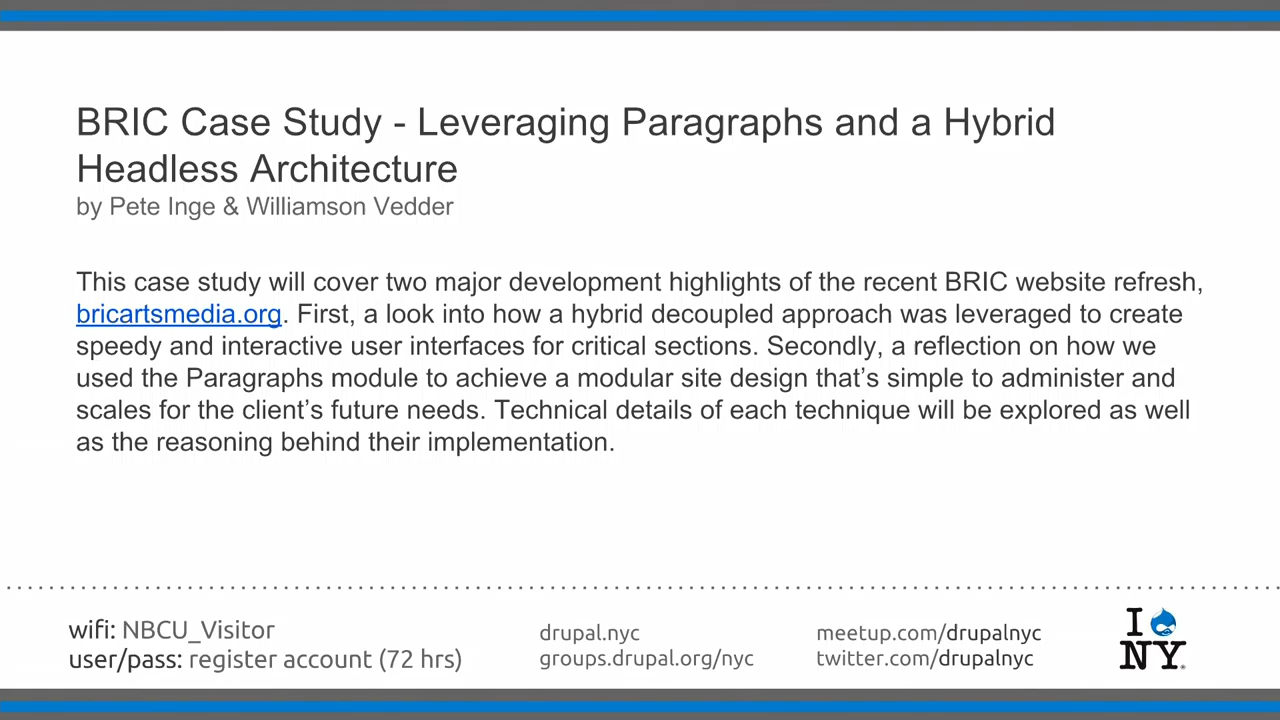 BRIC Case Study - Leveraging Paragraphs and a Hybrid
Headless Architecture
by Pete Inge & Williamson Vedder
This case study will cover two major development highlights of the recent BRIC website refresh,
bricartsmedia.org. First, a look into how a hybrid decoupled approach was leveraged to create
speedy and interactive user interfaces for critical sections. Secondly, a reflection on how we
used the Paragraphs module to achieve a modular site design that’s simple to administer and
scales for the client’s future needs. Technical details of each technique will be explored as well
as the reasoning behind their implementation.
wifi: NBCU_Visitor
user/pass: register account (72 hrs)
drupal.nyc
groups.drupal.org/nyc
meetup.com/drupalnyc
twitter.com/drupalnyc
I
NY®